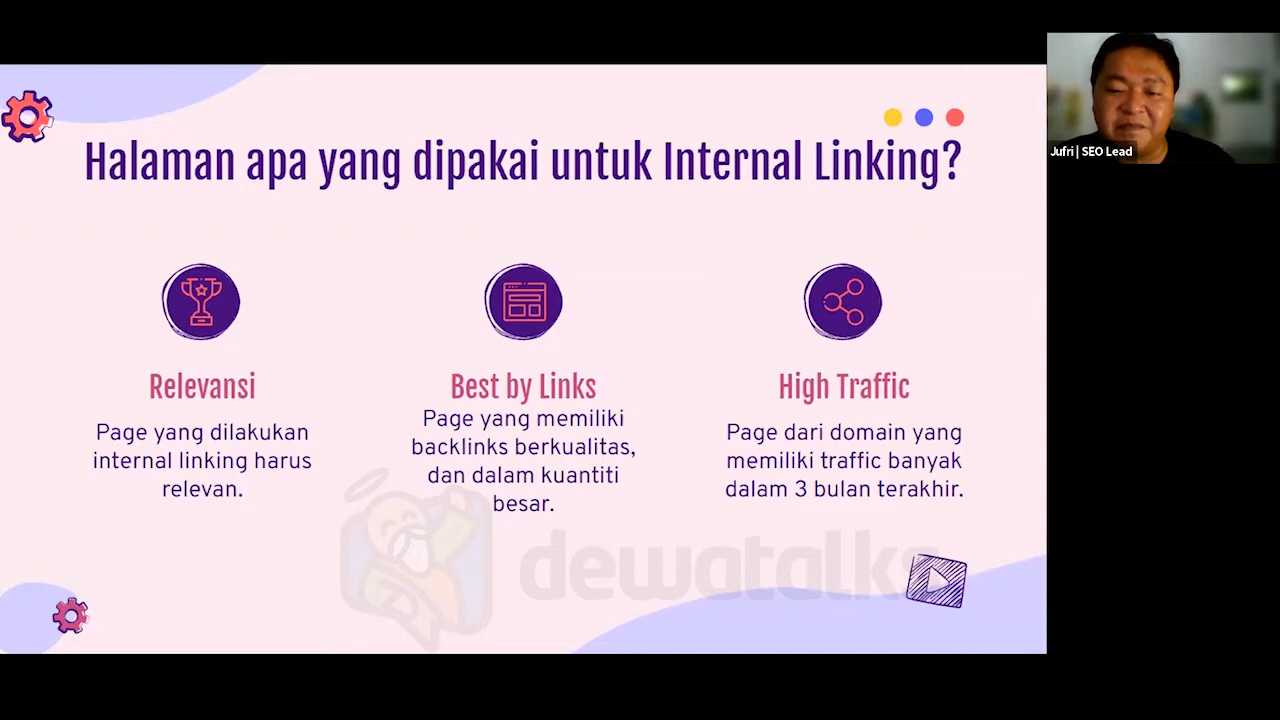 Halaman apa yang dipakai untuk Internal Linking?
Jufri | SEO Lead
Relevansi
Page yang dilakukan
internal linking harus
relevan.
Best by Links
Page yang memiliki
backlinks berkualitas,
dan dalam kuantiti
besar.
High Traffic
Page dari domain yang
memiliki traffic banyak
dalam 3 bulan terakhir.
dewatalks